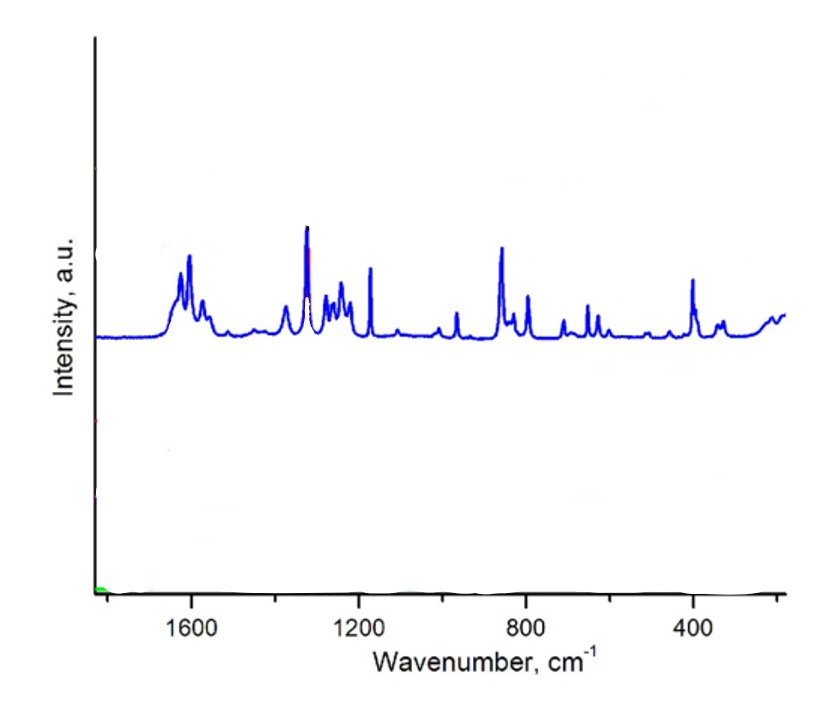 Intensity, a.u.
1600 1200 800 400
Wavenumber, cm⁻¹